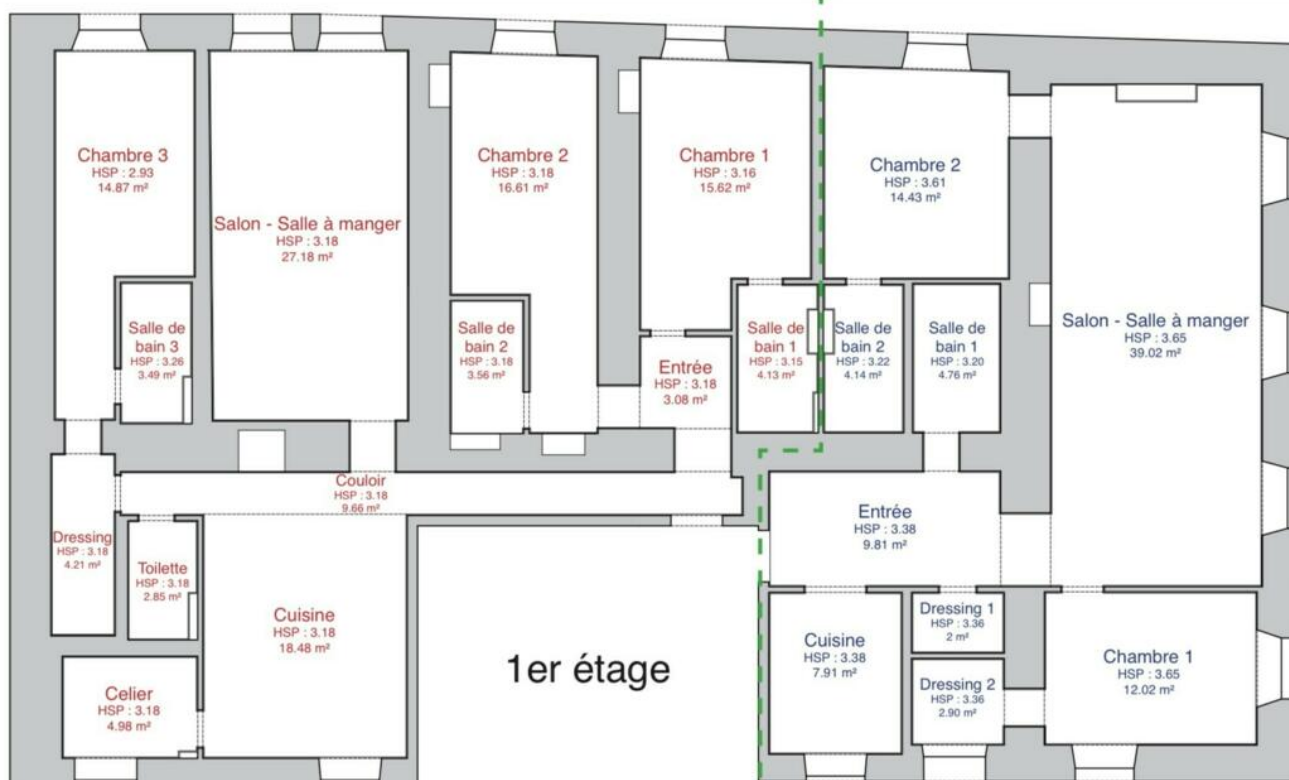 Chambre 3
HSP : 2.93
14.87 m²
Salon - Salle à manger
HSP : 3.18
27.18 m²
Chambre 2
HSP : 3.18
16.61 m²
Chambre 1
HSP : 3.16
15.62 m²
Chambre 2
HSP : 3.61
14.43 m²
Salon - Salle à manger
HSP : 3.65
39.02 m²
Salle de
bain 3
HSP : 3.26
3.49 m²
Salle de
bain 2
HSP : 3.18
3.56 m²
Entrée
HSP : 3.18
3.08 m²
Salle de
bain 1
HSP : 3.15
4.13 m²
Salle de
bain 2
HSP : 3.22
4.14 m²
Salle de
bain 1
HSP : 3.20
4.76 m²
Couloir
HSP : 3.18
9.66 m²
Entrée
HSP : 3.38
9.81 m²
Dressing
HSP : 3.18
4.21 m²
Toilette
HSP : 3.18
2.85 m²
Cuisine
HSP : 3.18
18.48 m²
Celier
HSP : 3.18
4.98 m²
1er étage
Cuisine
HSP : 3.38
7.91 m²
Dressing 1
HSP : 3.36
2 m²
Dressing 2
HSP : 3.36
2.90 m²
Chambre 1
HSP : 3.65
12.02 m²